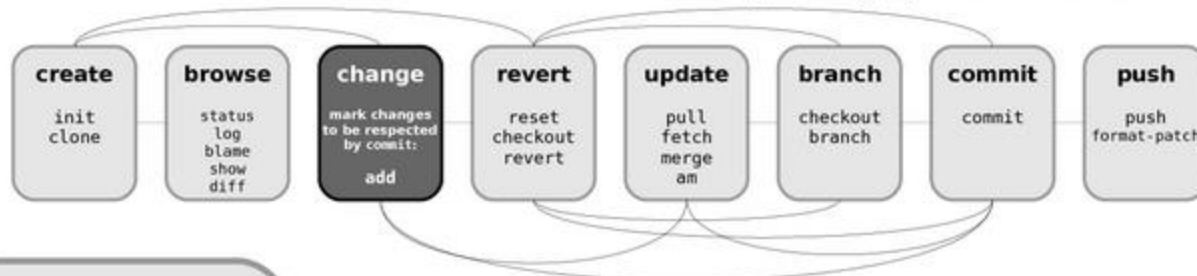 create
init
clone
browse
status
log
blame
show
diff
change
mark changes
to be respected
by commit:
add
revert
reset
checkout
revert
update
pull
fetch
merge
am
branch
checkout
branch
commit
commit
push
push
format-patch